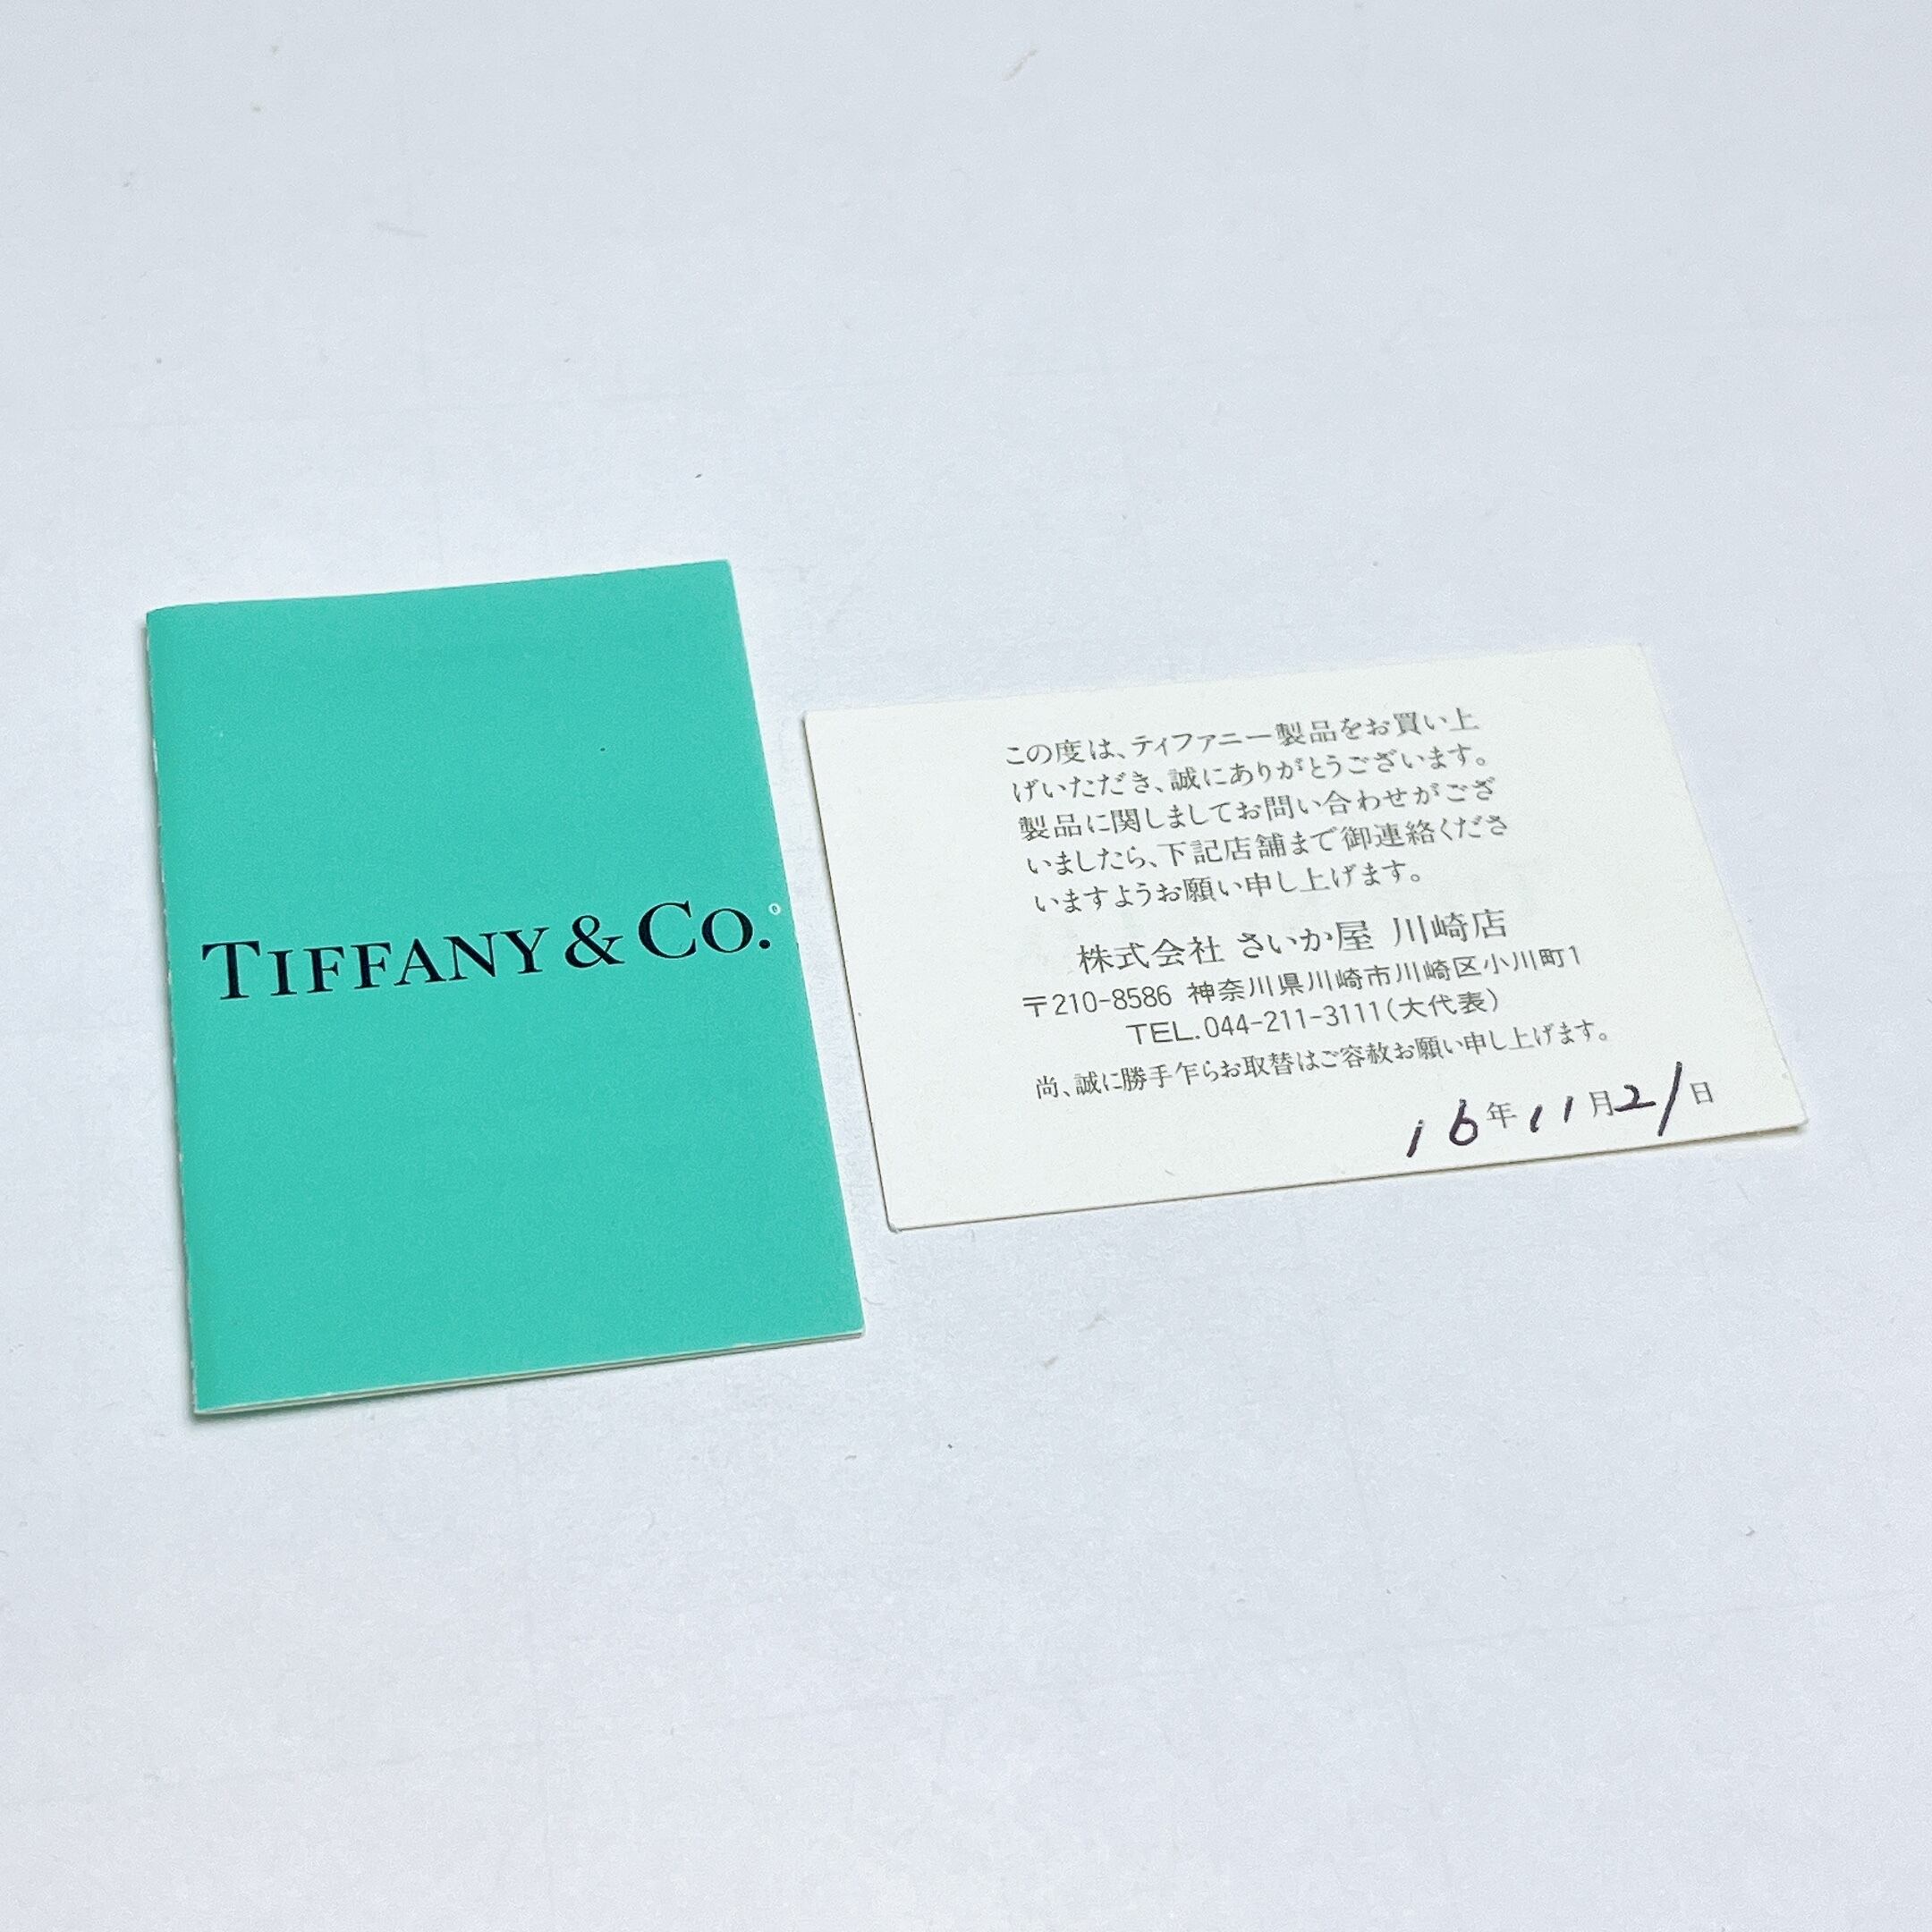 TIFFANY & CO.
この度は、ティファニー製品をお買い上
げいただき、誠にありがとうございます。
製品に関しましてお問い合わせがござ
いましたら、下記店舗まで御連絡くださ
いますようお願い申し上げます。
株式会社 さいか屋 川崎店
〒210-8586 神奈川県川崎市川崎区小川町1
TEL.044-211-3111(大代表)
尚、誠に勝手乍らお取替はご容赦お願い申し上げます。
16年11月21日